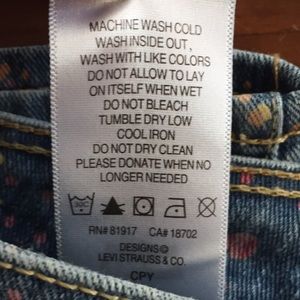 MACHINE WASH COLD
WASH INSIDE OUT,
WASH WITH LIKE COLORS
DO NOT ALLOW TO LAY
ON ITSELF WHEN WET
DO NOT BLEACH
TUMBLE DRY LOW
COOL IRON
DO NOT DRY CLEAN
PLEASE DONATE WHEN NO
LONGER NEEDED
RN# 81917 CA# 18702
DESIGNS©
LEVI STRAUSS & CO.
CPY